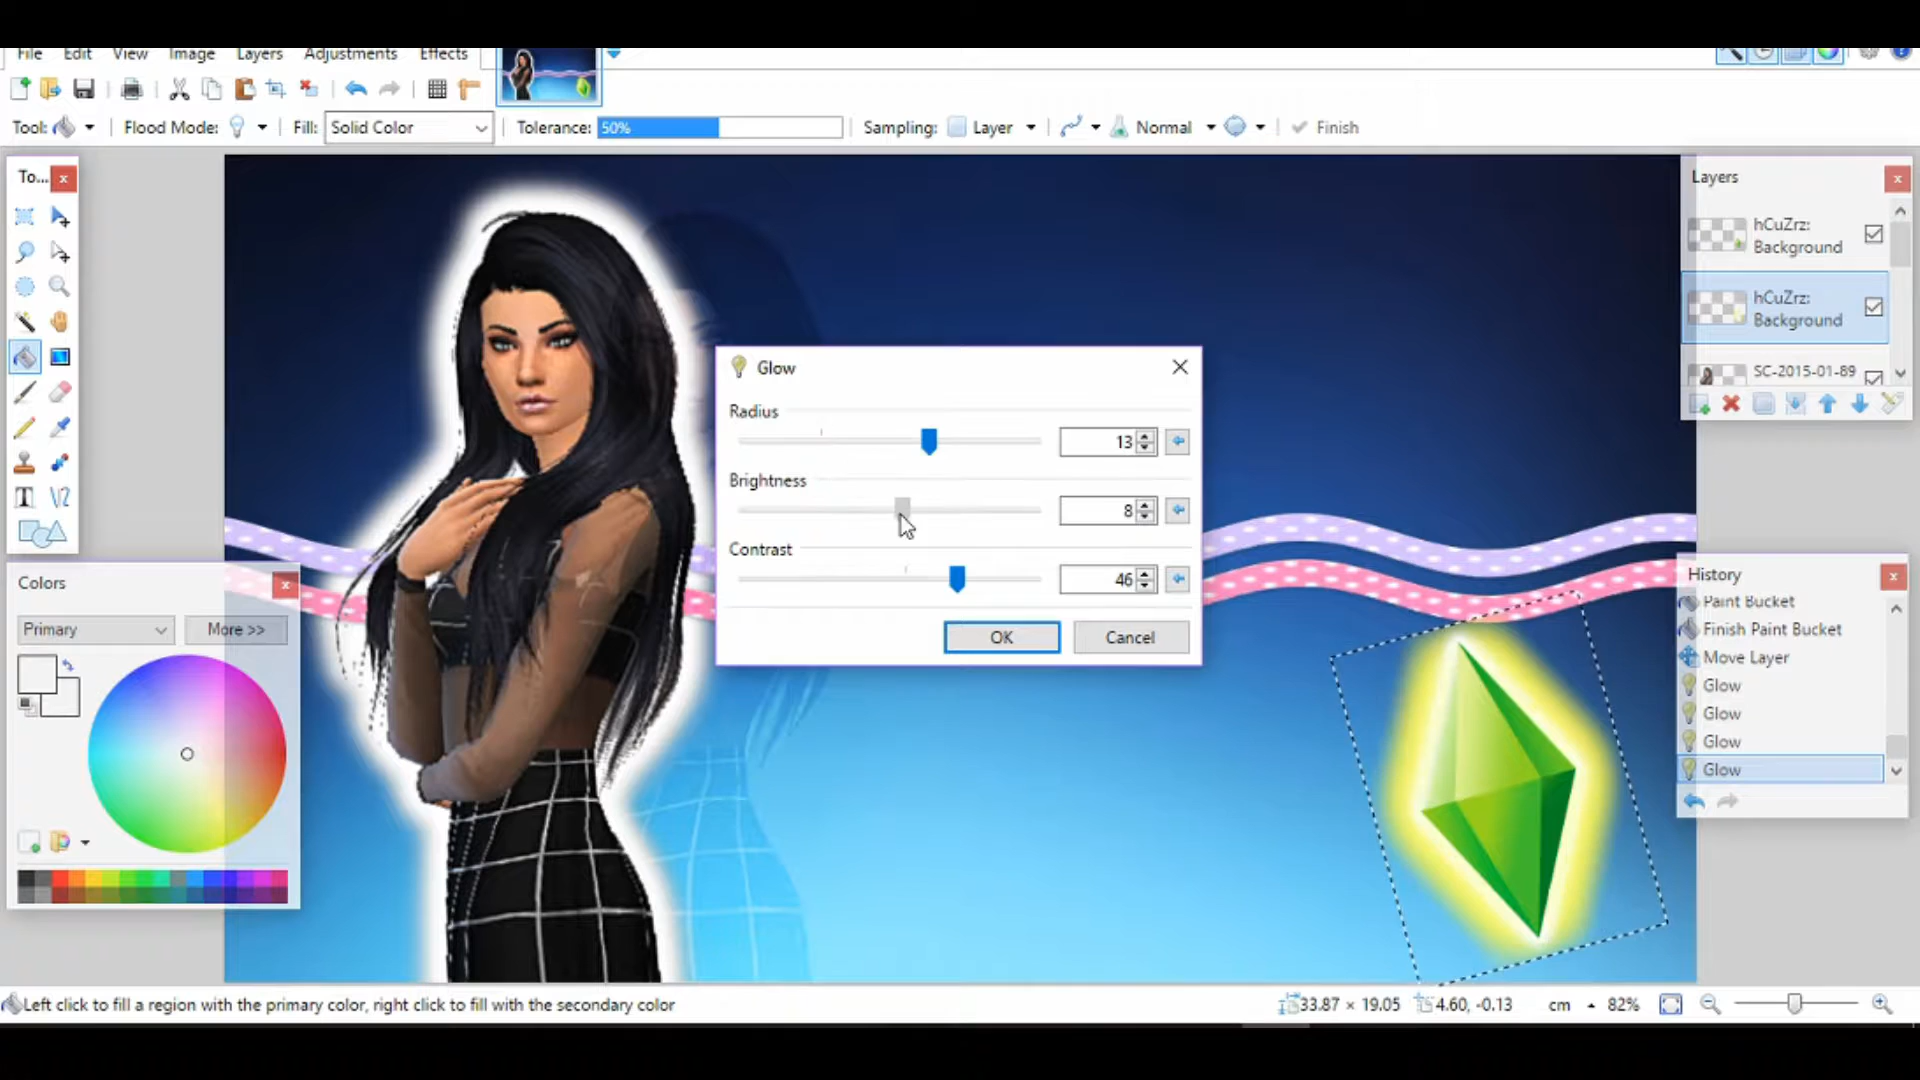 File Edit View Image Layers Adjustments Effects
Tool: Flood Mode: Fill: Solid Color Tolerance: 50% Sampling: Layer Normal Finish
To...
Layers
hCuZrz:
Background
hCuZrz:
Background
SC-2015-01-89
Glow
Radius
13
Brightness
8
Contrast
46
OK Cancel
Colors
Primary More >>
History
Paint Bucket
Finish Paint Bucket
Move Layer
Glow
Glow
Glow
Glow
Left click to fill a region with the primary color, right click to fill with the secondary color
33.87 × 19.05 4.60, -0.13 cm 82%